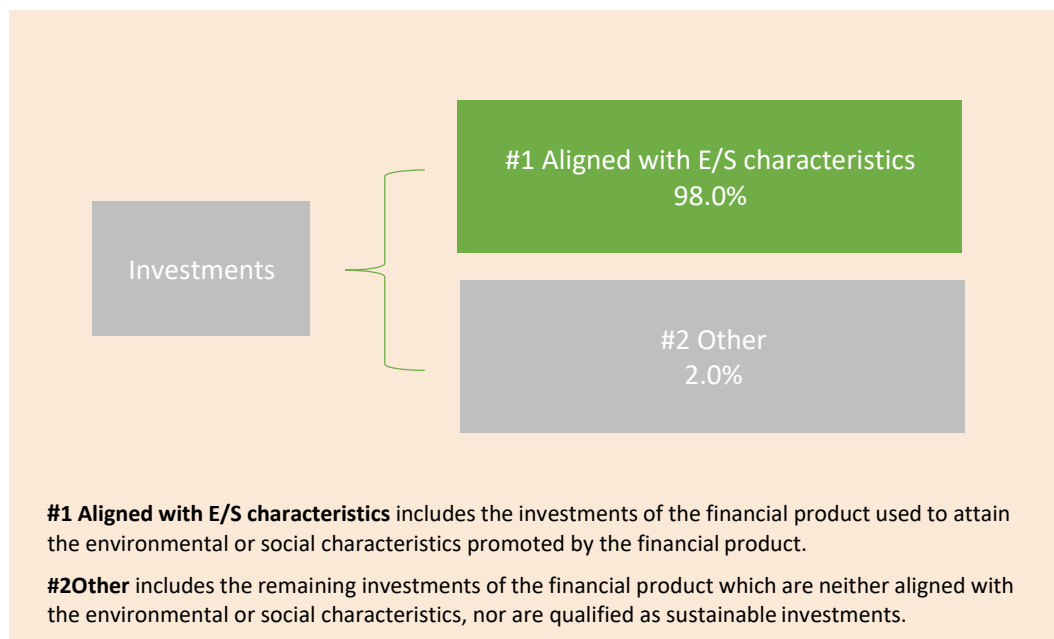 #1 Aligned with E/S characteristics
98.0%
Investments
#2 Other
2.0%
#1 Aligned with E/S characteristics includes the investments of the financial product used to attain
the environmental or social characteristics promoted by the financial product.
#2Other includes the remaining investments of the financial product which are neither aligned with
the environmental or social characteristics, nor are qualified as sustainable investments.